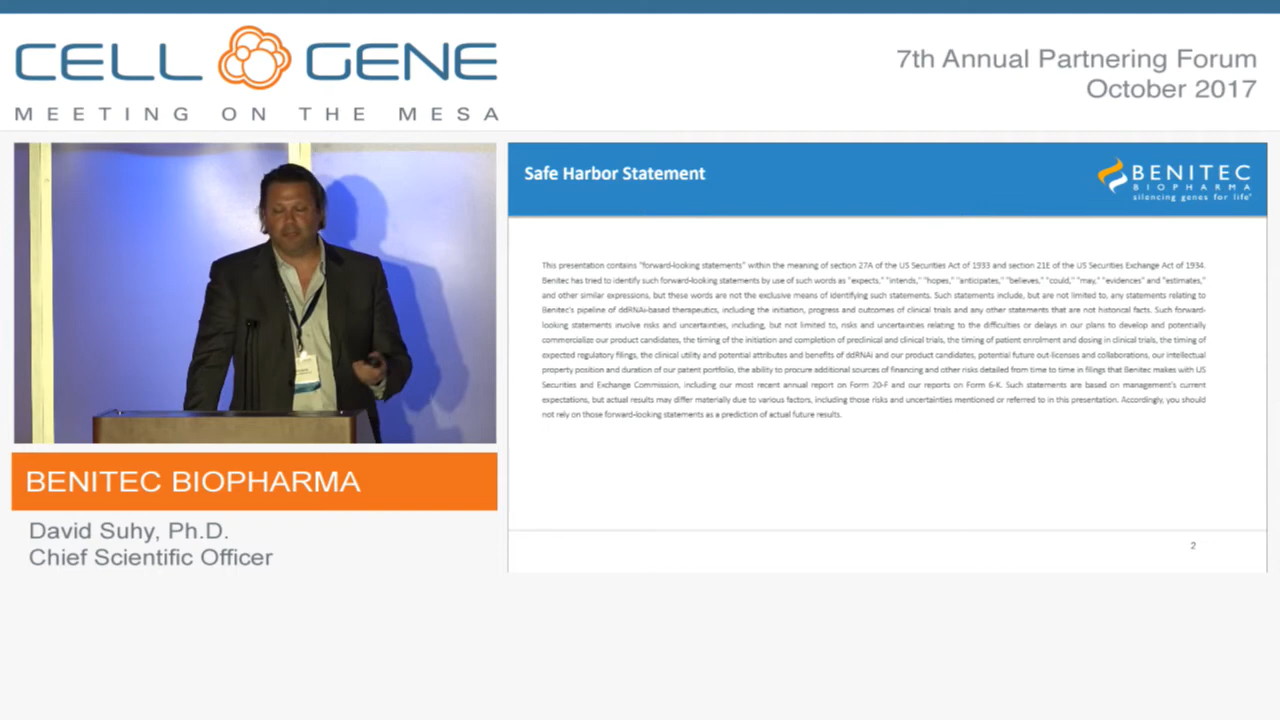 CELL GENE
MEETING ON THE MESA
7th Annual Partnering Forum
October 2017
Safe Harbor Statement
BENITEC
BIOPHARMA
silencing genes for life®
This presentation contains "forward-looking statements" within the meaning of section 27A of the US Securities Act of 1933 and section 21E of the US Securities Exchange Act of 1934.
Benitec has tried to identify such forward-looking statements by use of such words as "expects," "intends," "hopes," "anticipates," "believes," "could," "may," "evidences" and "estimates,"
and other similar expressions, but these words are not the exclusive means of identifying such statements. Such statements include, but are not limited to, any statements relating to
Benitec's pipeline of ddRNAi-based therapeutics, including the initiation, progress and outcomes of clinical trials and any other statements that are not historical facts. Such forward-
looking statements involve risks and uncertainties, including, but not limited to, risks and uncertainties relating to the difficulties or delays in our plans to develop and potentially
commercialize our product candidates, the timing of the initiation and completion of preclinical and clinical trials, the timing of patient enrolment and dosing in clinical trials, the timing of
expected regulatory filings, the clinical utility and potential attributes and benefits of ddRNAi and our product candidates, potential future out-licenses and collaborations, our intellectual
property position and duration of our patent portfolio, the ability to procure additional sources of financing and other risks detailed from time to time in filings that Benitec makes with US
Securities and Exchange Commission, including our most recent annual report on Form 20-F and our reports on Form 6-K. Such statements are based on management's current
expectations, but actual results may differ materially due to various factors, including those risks and uncertainties mentioned or referred to in this presentation. Accordingly, you should
not rely on those forward-looking statements as a prediction of actual future results.
2
BENITEC BIOPHARMA
David Suhy, Ph.D.
Chief Scientific Officer